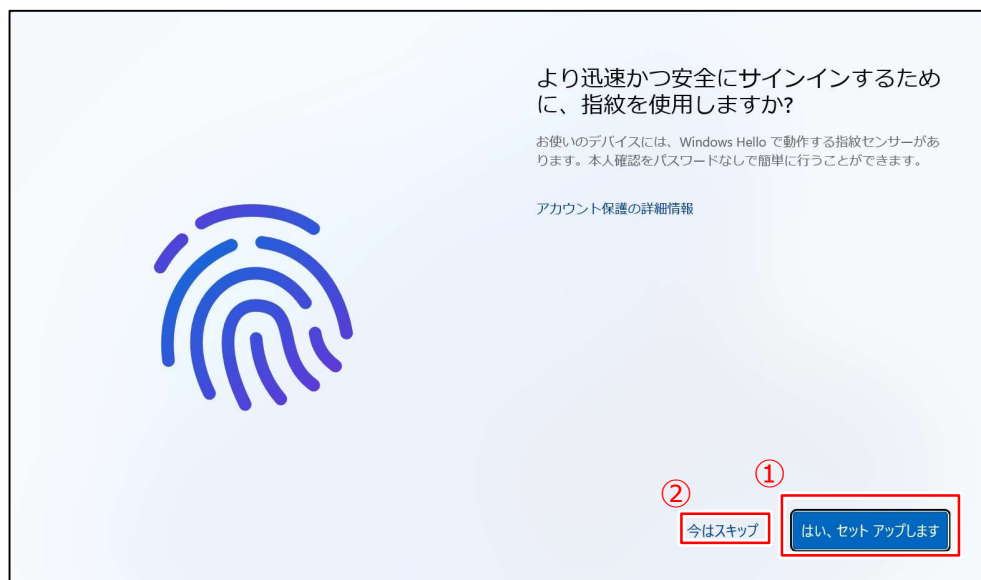 より迅速かつ安全にサインインするため
に、指紋を使用しますか?
お使いのデバイスには、Windows Hello で動作する指紋センサーがあ
ります。本人確認をパスワードなしで簡単に行うことができます。
アカウント保護の詳細情報
①
②
今はスキップ
はい、セット アップします